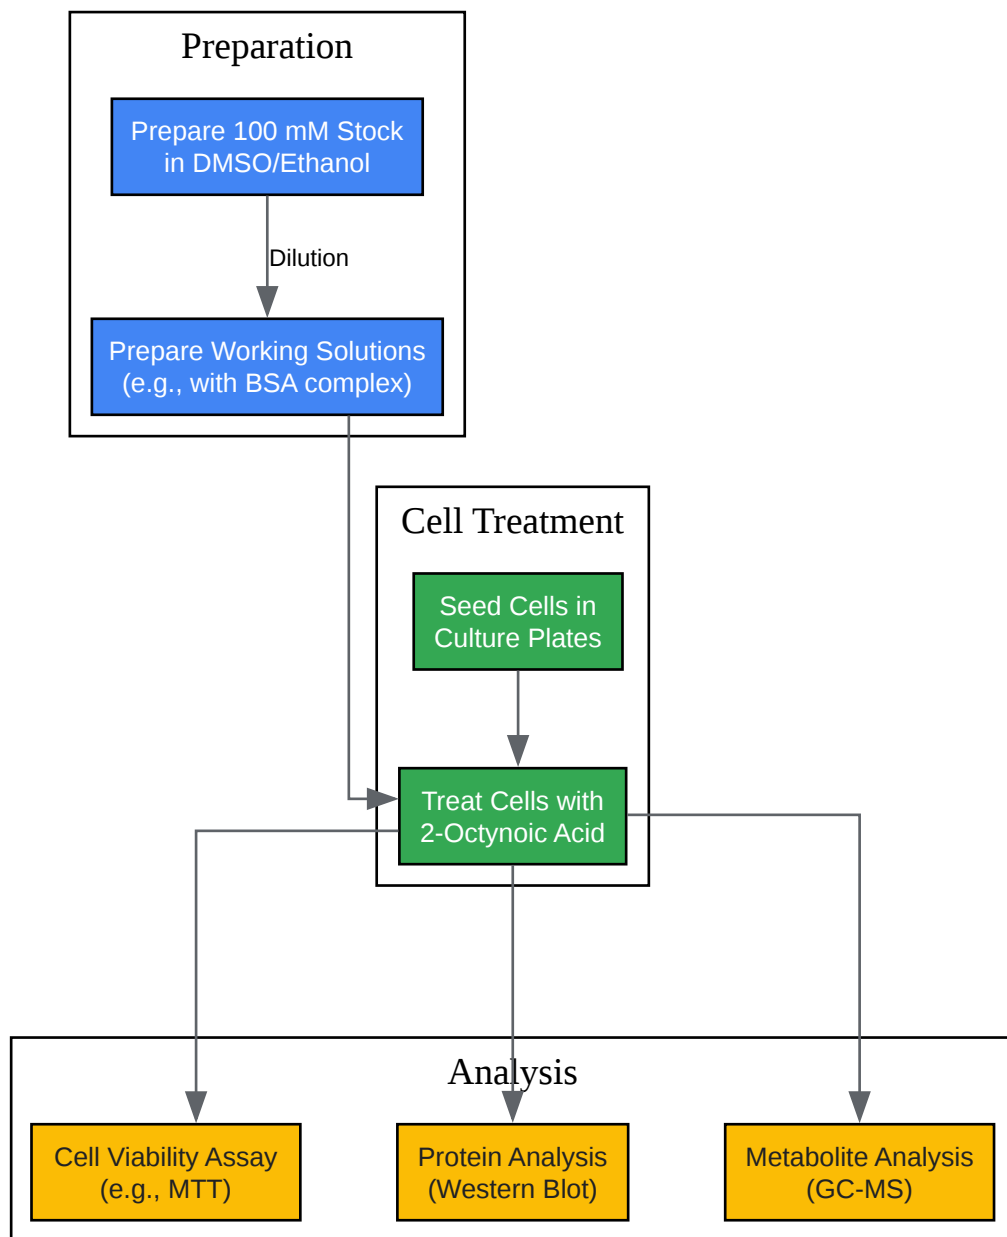 Preparation
Prepare 100 mM Stock
in DMSO/Ethanol
Dilution
Prepare Working Solutions
(e.g., with BSA complex)
Cell Treatment
Seed Cells in
Culture Plates
Treat Cells with
2-Octynoic Acid
Analysis
Cell Viability Assay
(e.g., MTT)
Protein Analysis
(Western Blot)
Metabolite Analysis
(GC-MS)